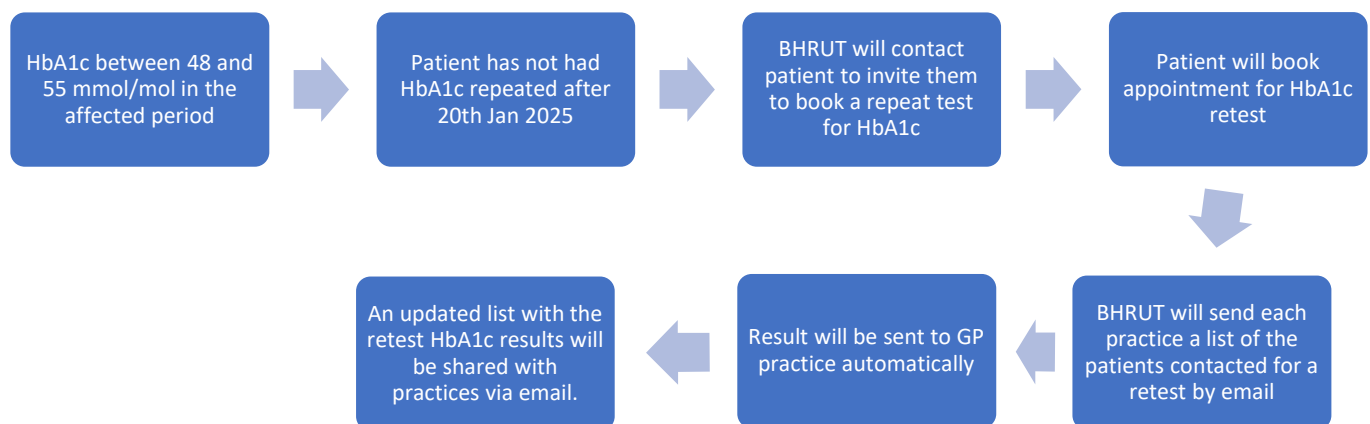 HbA1c between 48 and
55 mmol/mol in the
affected period
Patient has not had
HbA1c repeated after
20th Jan 2025
BHRUT will contact
patient to invite them
to book a repeat test
for HbA1c
Patient will book
appointment for HbA1c
retest
BHRUT will send each
practice a list of the
patients contacted for a
retest by email
Result will be sent to GP
practice automatically
An updated list with the
retest HbA1c results will
be shared with
practices via email.